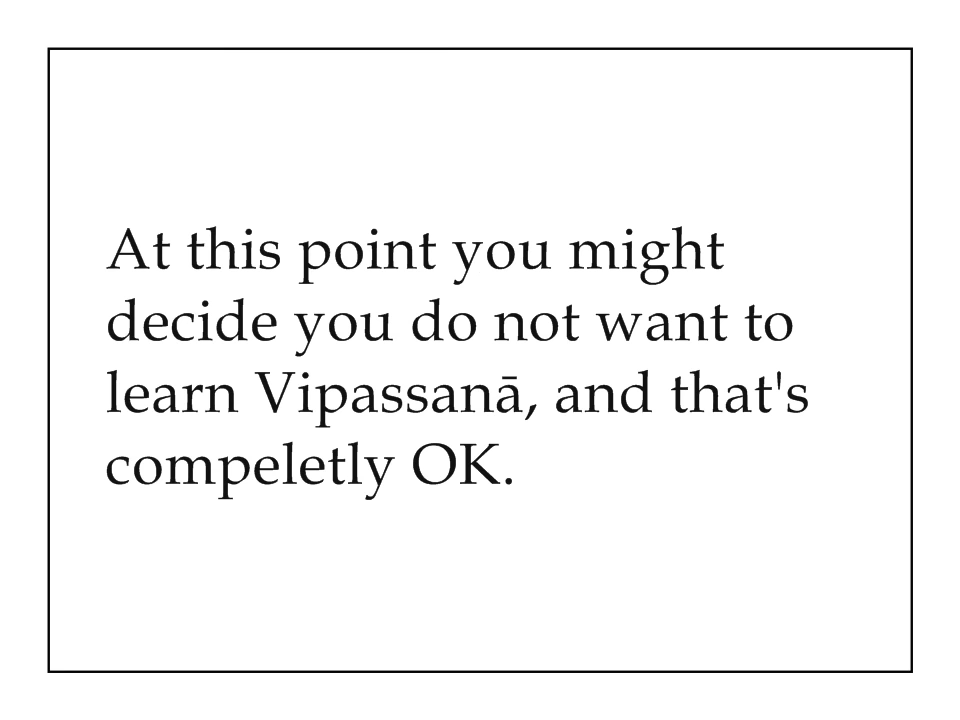 At this point you might
decide you do not want to
learn Vipassanā, and that's
compeletly OK.